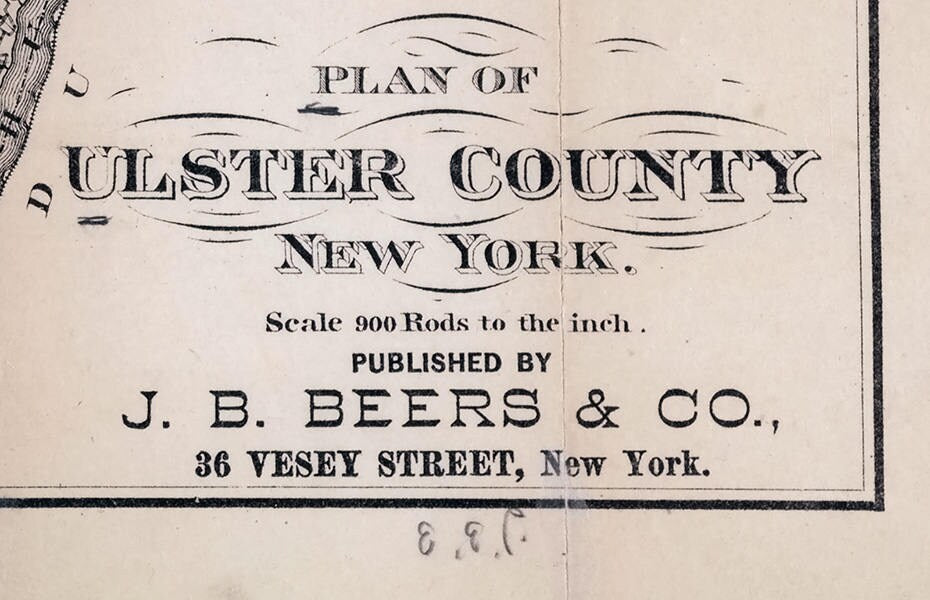 PLAN OF
ULSTER COUNTY
NEW YORK.
Scale 900 Rods to the inch.
PUBLISHED BY
J. B. BEERS & CO.,
36 VESEY STREET, New York.
D U